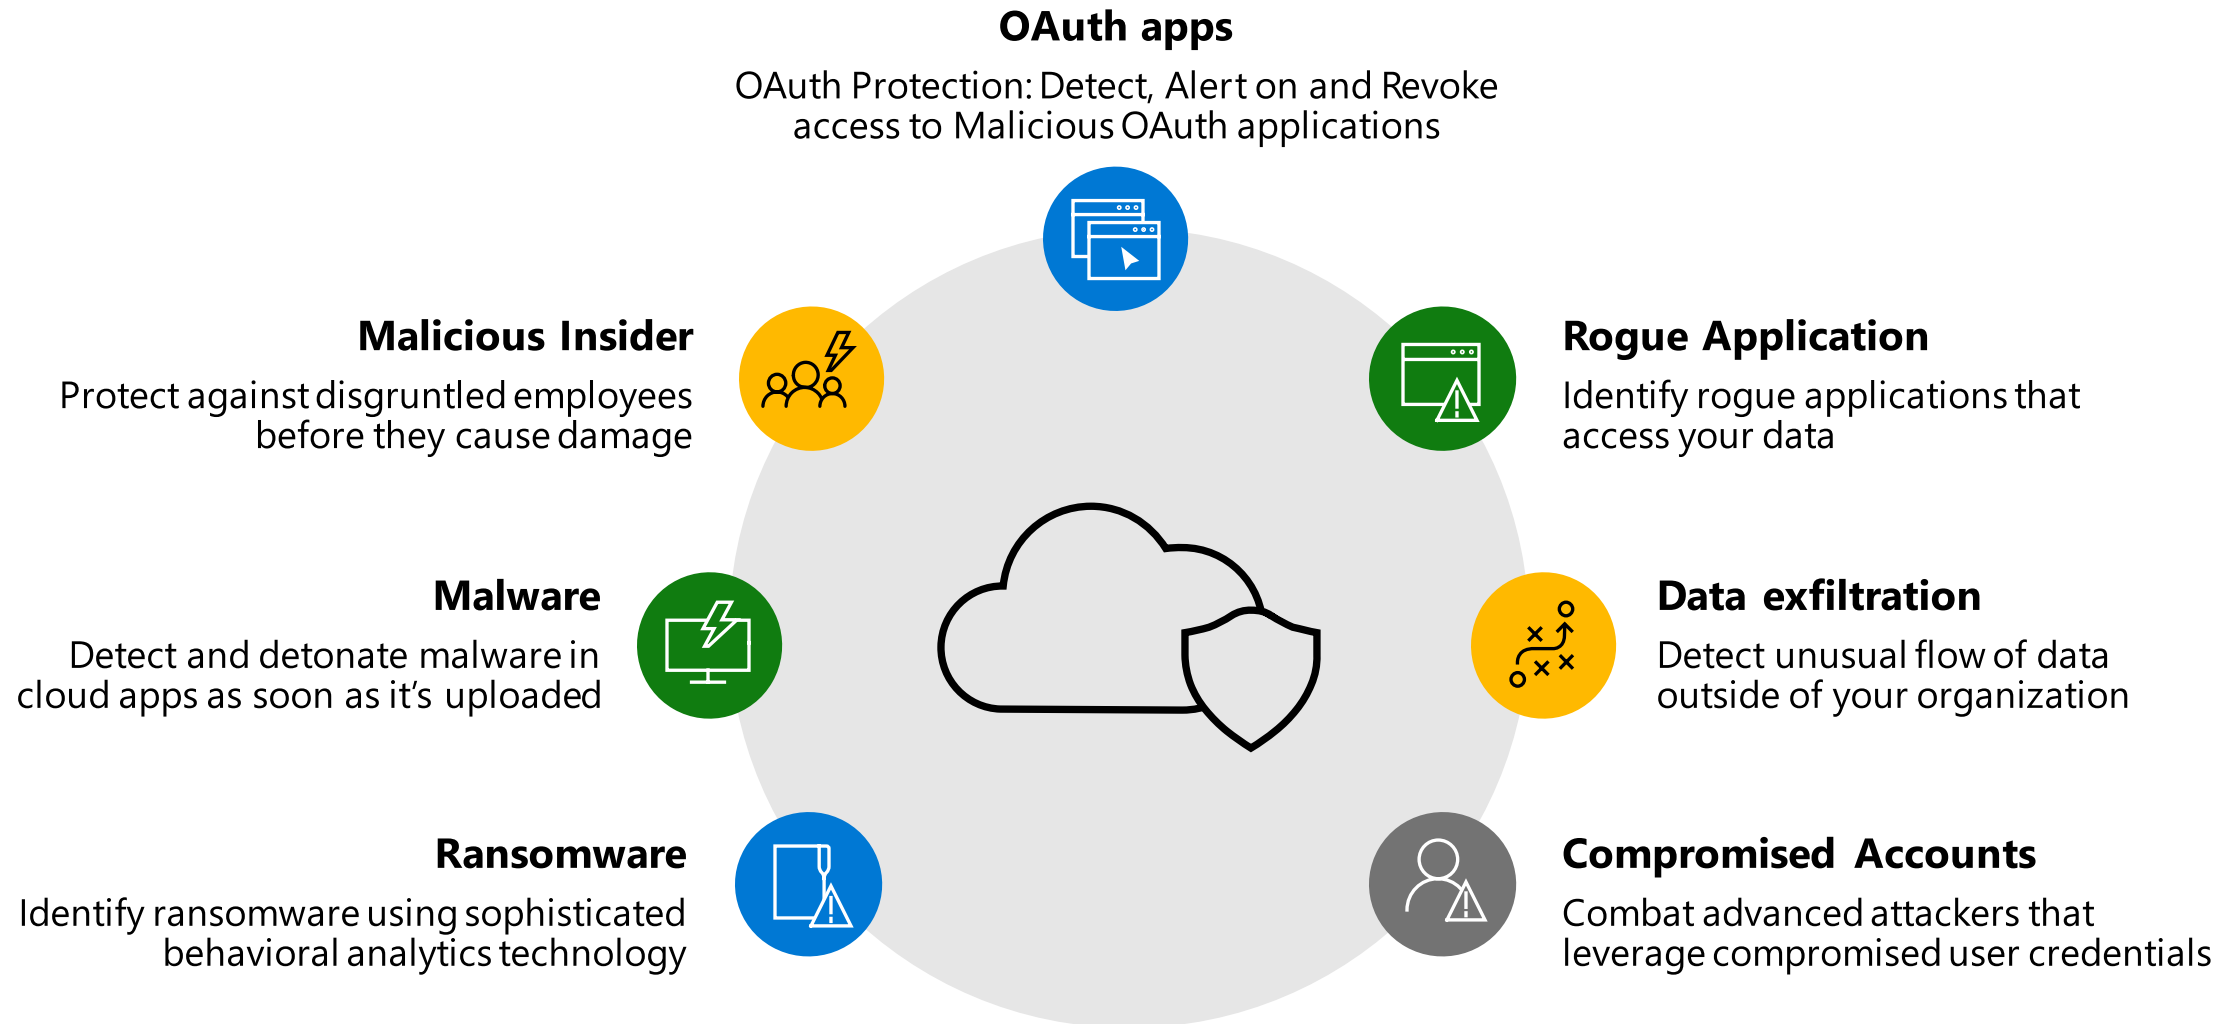 OAuth apps
OAuth Protection: Detect, Alert on and Revoke
access to Malicious OAuth applications
Malicious Insider
Protect against disgruntled employees
before they cause damage
Rogue Application
Identify rogue applications that
access your data
Malware
Detect and detonate malware in
cloud apps as soon as it’s uploaded
Data exfiltration
Detect unusual flow of data
outside of your organization
Ransomware
Identify ransomware using sophisticated
behavioral analytics technology
Compromised Accounts
Combat advanced attackers that
leverage compromised user credentials